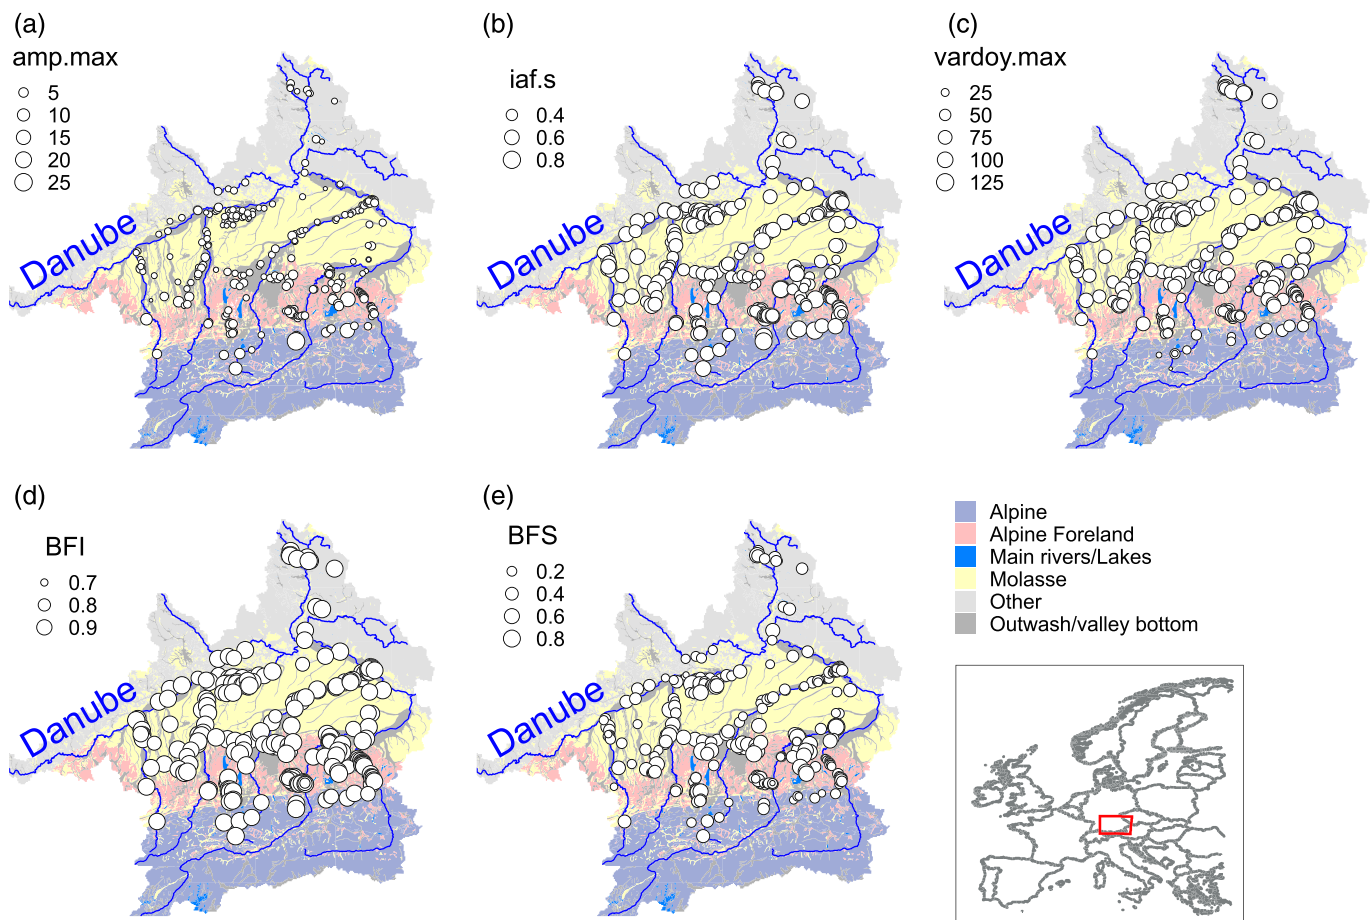 (a)
amp.max
5
10
15
20
25
Danube
(b)
iaf.s
0.4
0.6
0.8
Danube
(c)
vardoy.max
25
50
75
100
125
Danube
(d)
BFI
0.7
0.8
0.9
Danube
(e)
BFS
0.2
0.4
0.6
0.8
Danube
Alpine
Alpine Foreland
Main rivers/Lakes
Molasse
Other
Outwash/valley bottom